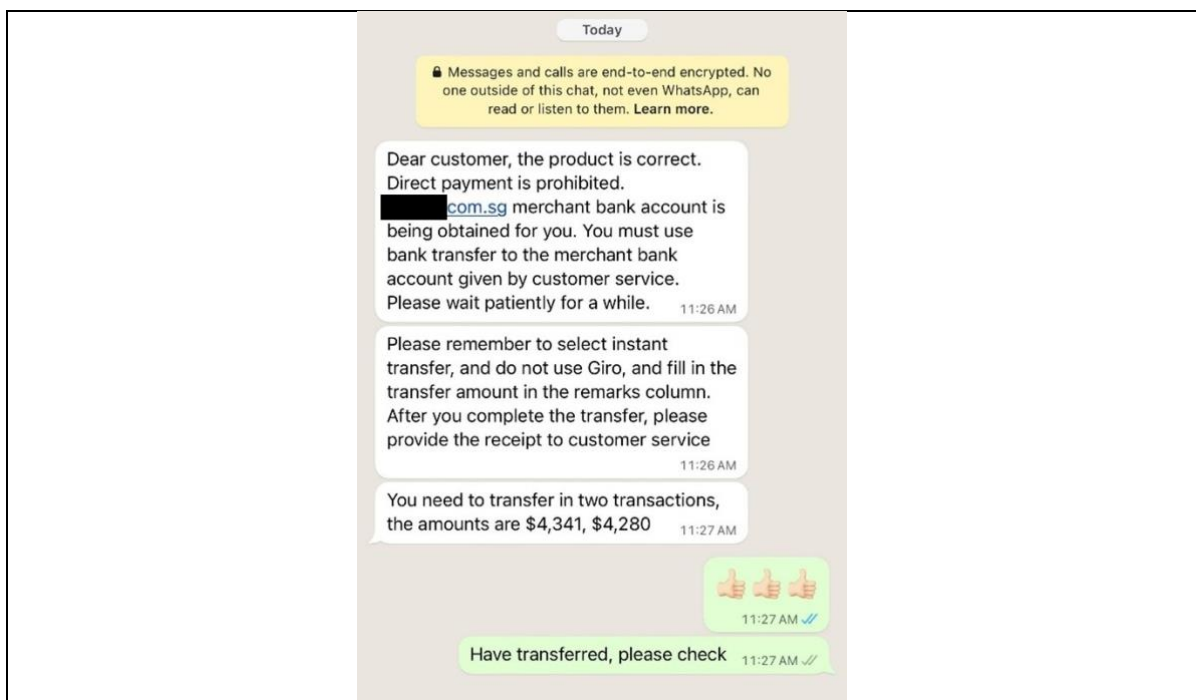 Today
Messages and calls are end-to-end encrypted. No
one outside of this chat, not even WhatsApp, can
read or listen to them. Learn more.
Dear customer, the product is correct.
Direct payment is prohibited.
com.sg merchant bank account is
being obtained for you. You must use
bank transfer to the merchant bank
account given by customer service.
Please wait patiently for a while. 11:26 AM
Please remember to select instant
transfer, and do not use Giro, and fill in the
transfer amount in the remarks column.
After you complete the transfer, please
provide the receipt to customer service
11:26 AM
You need to transfer in two transactions,
the amounts are $4,341, $4,280 11:27 AM
👍🏻👍🏻👍🏻
11:27 AM
Have transferred, please check 11:27 AM